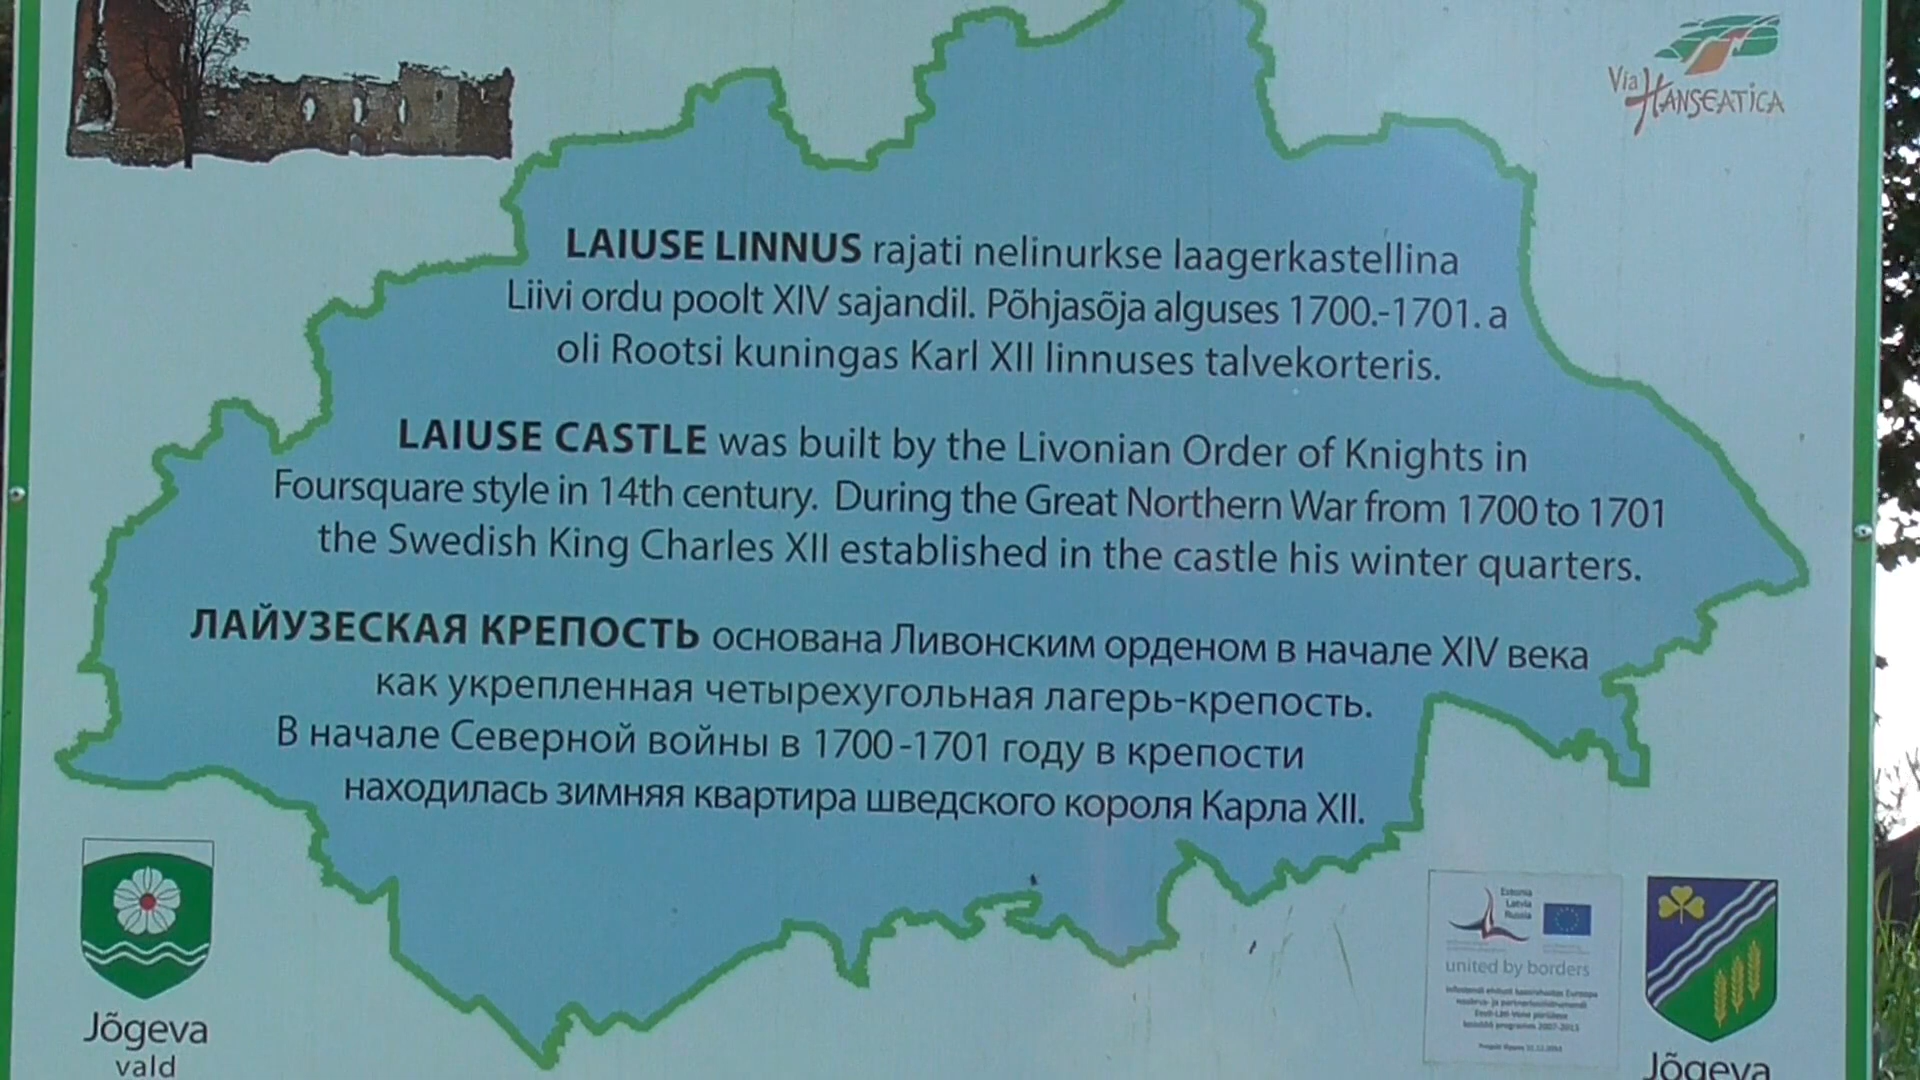 Via
HANSEATICA
LAIUSE LINNUS rajati nelinurkse laagerkastellina
Liivi ordu poolt XIV sajandil. Põhjasõja alguses 1700.-1701. a
oli Rootsi kuningas Karl XII linnuses talvekorteris.
LAIUSE CASTLE was built by the Livonian Order of Knights in
Foursquare style in 14th century. During the Great Northern War from 1700 to 1701
the Swedish King Charles XII established in the castle his winter quarters.
ЛАЙУЗЕСКАЯ КРЕПОСТЬ основана Ливонским орденом в начале XIV века
как укрепленная четырехугольная лагерь-крепость.
В начале Северной войны в 1700-1701 году в крепости
находилась зимняя квартира шведского короля Карла XII.
Jõgeva
vald
Estonia
Latvia
Russia
united by borders
programm 2007-2013
Jõgeva